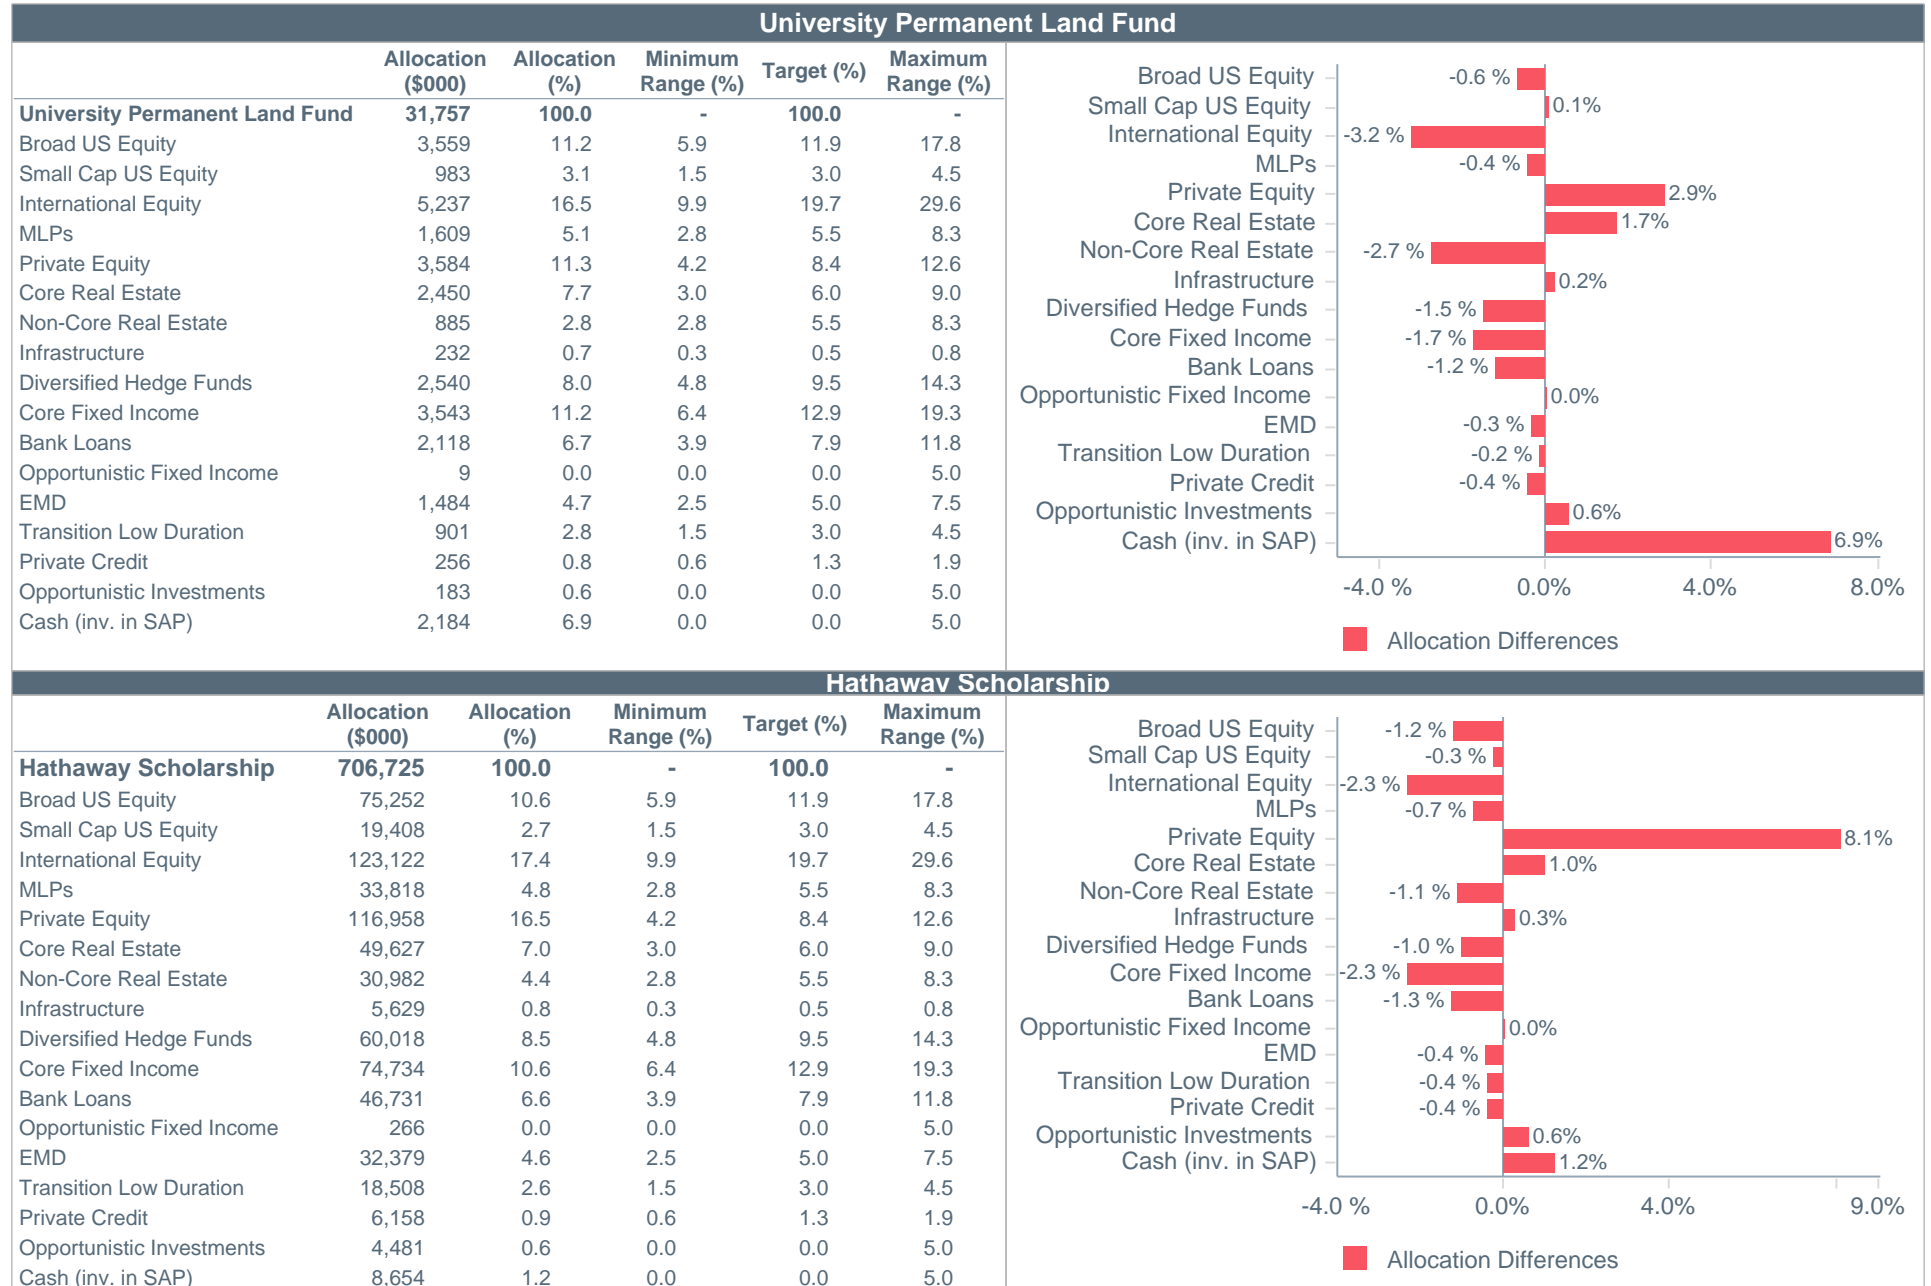 University Permanent Land Fund
Allocation ($000) Allocation (%) Minimum Range (%) Target (%) Maximum Range (%)
University Permanent Land Fund 31,757 100.0 - 100.0 -
Broad US Equity 3,559 11.2 5.9 11.9 17.8
Small Cap US Equity 983 3.1 1.5 3.0 4.5
International Equity 5,237 16.5 9.9 19.7 29.6
MLPs 1,609 5.1 2.8 5.5 8.3
Private Equity 3,584 11.3 4.2 8.4 12.6
Core Real Estate 2,450 7.7 3.0 6.0 9.0
Non-Core Real Estate 885 2.8 2.8 5.5 8.3
Infrastructure 232 0.7 0.3 0.5 0.8
Diversified Hedge Funds 2,540 8.0 4.8 9.5 14.3
Core Fixed Income 3,543 11.2 6.4 12.9 19.3
Bank Loans 2,118 6.7 3.9 7.9 11.8
Opportunistic Fixed Income 9 0.0 0.0 0.0 5.0
EMD 1,484 4.7 2.5 5.0 7.5
Transition Low Duration 901 2.8 1.5 3.0 4.5
Private Credit 256 0.8 0.6 1.3 1.9
Opportunistic Investments 183 0.6 0.0 0.0 5.0
Cash (inv. in SAP) 2,184 6.9 0.0 0.0 5.0
Broad US Equity -0.6 %
Small Cap US Equity 0.1%
International Equity -3.2 %
MLPs -0.4 %
Private Equity 2.9%
Core Real Estate 1.7%
Non-Core Real Estate -2.7 %
Infrastructure 0.2%
Diversified Hedge Funds -1.5 %
Core Fixed Income -1.7 %
Bank Loans -1.2 %
Opportunistic Fixed Income 0.0%
EMD -0.3 %
Transition Low Duration -0.2 %
Private Credit -0.4 %
Opportunistic Investments 0.6%
Cash (inv. in SAP) 6.9%
-4.0 % 0.0% 4.0% 8.0%
Allocation Differences
Hathaway Scholarship
Allocation ($000) Allocation (%) Minimum Range (%) Target (%) Maximum Range (%)
Hathaway Scholarship 706,725 100.0 - 100.0 -
Broad US Equity 75,252 10.6 5.9 11.9 17.8
Small Cap US Equity 19,408 2.7 1.5 3.0 4.5
International Equity 123,122 17.4 9.9 19.7 29.6
MLPs 33,818 4.8 2.8 5.5 8.3
Private Equity 116,958 16.5 4.2 8.4 12.6
Core Real Estate 49,627 7.0 3.0 6.0 9.0
Non-Core Real Estate 30,982 4.4 2.8 5.5 8.3
Infrastructure 5,629 0.8 0.3 0.5 0.8
Diversified Hedge Funds 60,018 8.5 4.8 9.5 14.3
Core Fixed Income 74,734 10.6 6.4 12.9 19.3
Bank Loans 46,731 6.6 3.9 7.9 11.8
Opportunistic Fixed Income 266 0.0 0.0 0.0 5.0
EMD 32,379 4.6 2.5 5.0 7.5
Transition Low Duration 18,508 2.6 1.5 3.0 4.5
Private Credit 6,158 0.9 0.6 1.3 1.9
Opportunistic Investments 4,481 0.6 0.0 0.0 5.0
Cash (inv. in SAP) 8,654 1.2 0.0 0.0 5.0
Broad US Equity -1.2 %
Small Cap US Equity -0.3 %
International Equity -2.3 %
MLPs -0.7 %
Private Equity 8.1%
Core Real Estate 1.0%
Non-Core Real Estate -1.1 %
Infrastructure 0.3%
Diversified Hedge Funds -1.0 %
Core Fixed Income -2.3 %
Bank Loans -1.3 %
Opportunistic Fixed Income 0.0%
EMD -0.4 %
Transition Low Duration -0.4 %
Private Credit -0.4 %
Opportunistic Investments 0.6%
Cash (inv. in SAP) 1.2%
-4.0 % 0.0% 4.0% 9.0%
Allocation Differences